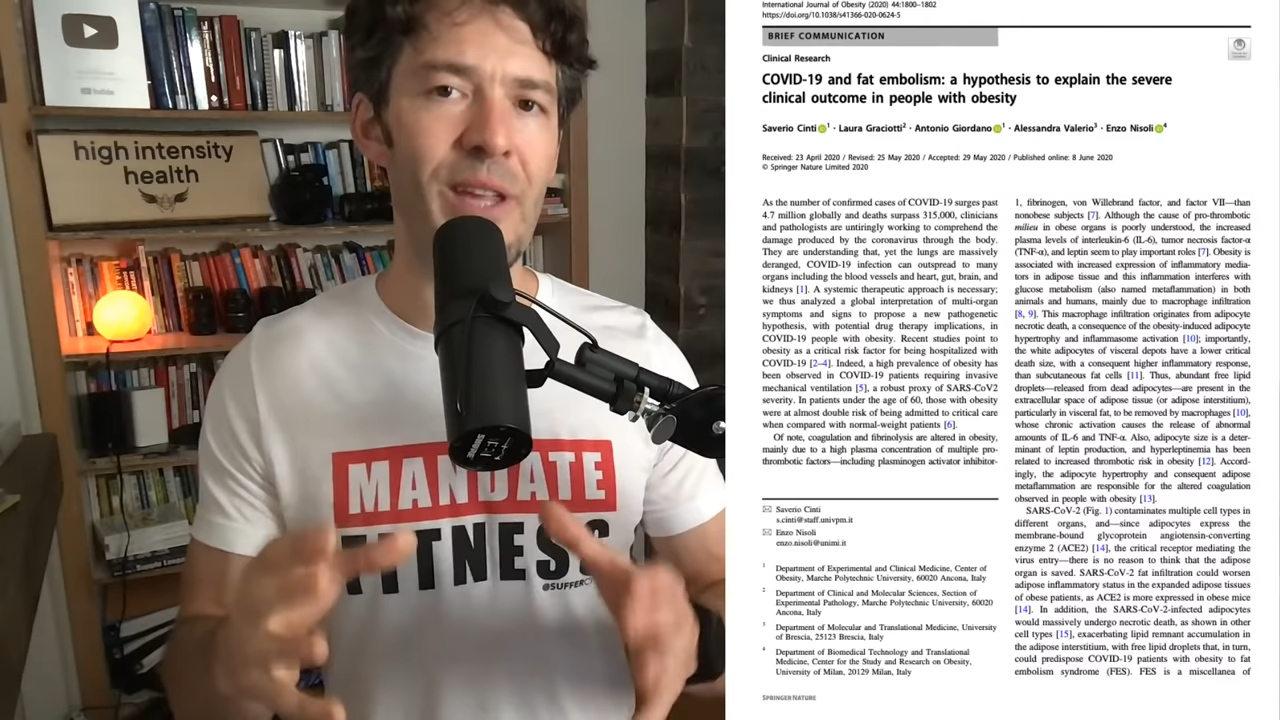 high intensity
health
MANDATE
FITNESS
@SUFFERC
International Journal of Obesity (2020) 44:1800–1802
https://doi.org/10.1038/s41366-020-0624-5
BRIEF COMMUNICATION
Clinical Research
COVID-19 and fat embolism: a hypothesis to explain the severe
clinical outcome in people with obesity
Saverio Cinti 1 · Laura Graciotti2 · Antonio Giordano 1 · Alessandra Valerio3 · Enzo Nisoli 4
Received: 23 April 2020 / Revised: 25 May 2020 / Accepted: 29 May 2020 / Published online: 8 June 2020
© Springer Nature Limited 2020
As the number of confirmed cases of COVID-19 surges past
4.7 million globally and deaths surpass 315,000, clinicians
and pathologists are untiringly working to comprehend the
damage produced by the coronavirus through the body.
They are understanding that, yet the lungs are massively
deranged, COVID-19 infection can outspread to many
organs including the blood vessels and heart, gut, brain, and
kidneys [1]. A systemic therapeutic approach is necessary;
we thus analyzed a global interpretation of multi-organ
symptoms and signs to propose a new pathogenetic
hypothesis, with potential drug therapy implications, in
COVID-19 people with obesity. Recent studies point to
obesity as a critical risk factor for being hospitalized with
COVID-19 [2–4]. Indeed, a high prevalence of obesity has
been observed in COVID-19 patients requiring invasive
mechanical ventilation [5], a robust proxy of SARS-CoV2
severity. In patients under the age of 60, those with obesity
were at almost double risk of being admitted to critical care
when compared with normal-weight patients [6].
Of note, coagulation and fibrinolysis are altered in obesity,
mainly due to a high plasma concentration of multiple pro-
thrombotic factors—including plasminogen activator inhibitor-
Saverio Cinti
s.cinti@staff.univpm.it
Enzo Nisoli
enzo.nisoli@unimi.it
1 Department of Experimental and Clinical Medicine, Center of
Obesity, Marche Polytechnic University, 60020 Ancona, Italy
2 Department of Clinical and Molecular Sciences, Section of
Experimental Pathology, Marche Polytechnic University, 60020
Ancona, Italy
3 Department of Molecular and Translational Medicine, University
of Brescia, 25123 Brescia, Italy
4 Department of Biomedical Technology and Translational
Medicine, Center for the Study and Research on Obesity,
University of Milan, 20129 Milan, Italy
SPRINGER NATURE
1, fibrinogen, von Willebrand factor, and factor VII—than
nonobese subjects [7]. Although the cause of pro-thrombotic
milieu in obese organs is poorly understood, the increased
plasma levels of interleukin-6 (IL-6), tumor necrosis factor-α
(TNF-α), and leptin seem to play important roles [7]. Obesity is
associated with increased expression of inflammatory media-
tors in adipose tissue and this inflammation interferes with
glucose metabolism (also named metaflammation) in both
animals and humans, mainly due to macrophage infiltration
[8, 9]. This macrophage infiltration originates from adipocyte
necrotic death, a consequence of the obesity-induced adipocyte
hypertrophy and inflammasome activation [10]; importantly,
the white adipocytes of visceral depots have a lower critical
death size, with a consequent higher inflammatory response,
than subcutaneous fat cells [11]. Thus, abundant free lipid
droplets—released from dead adipocytes—are present in the
extracellular space of adipose tissue (or adipose interstitium),
particularly in visceral fat, to be removed by macrophages [10],
whose chronic activation causes the release of abnormal
amounts of IL-6 and TNF-α. Also, adipocyte size is a deter-
minant of leptin production, and hyperleptinemia has been
related to increased thrombotic risk in obesity [12]. Accord-
ingly, the adipocyte hypertrophy and consequent adipose
metaflammation are responsible for the altered coagulation
observed in people with obesity [13].
SARS-CoV-2 (Fig. 1) contaminates multiple cell types in
different organs, and—since adipocytes express the
membrane-bound glycoprotein angiotensin-converting
enzyme 2 (ACE2) [14], the critical receptor mediating the
virus entry—there is no reason to think that the adipose
organ is saved. SARS-CoV-2 fat infiltration could worsen
adipose inflammatory status in the expanded adipose tissues
of obese patients, as ACE2 is more expressed in obese mice
[14]. In addition, the SARS-CoV-2-infected adipocytes
would massively undergo necrotic death, as shown in other
cell types [15], exacerbating lipid remnant accumulation in
the adipose interstitium, with free lipid droplets that, in turn,
could predispose COVID-19 patients with obesity to fat
embolism syndrome (FES). FES is a miscellanea of